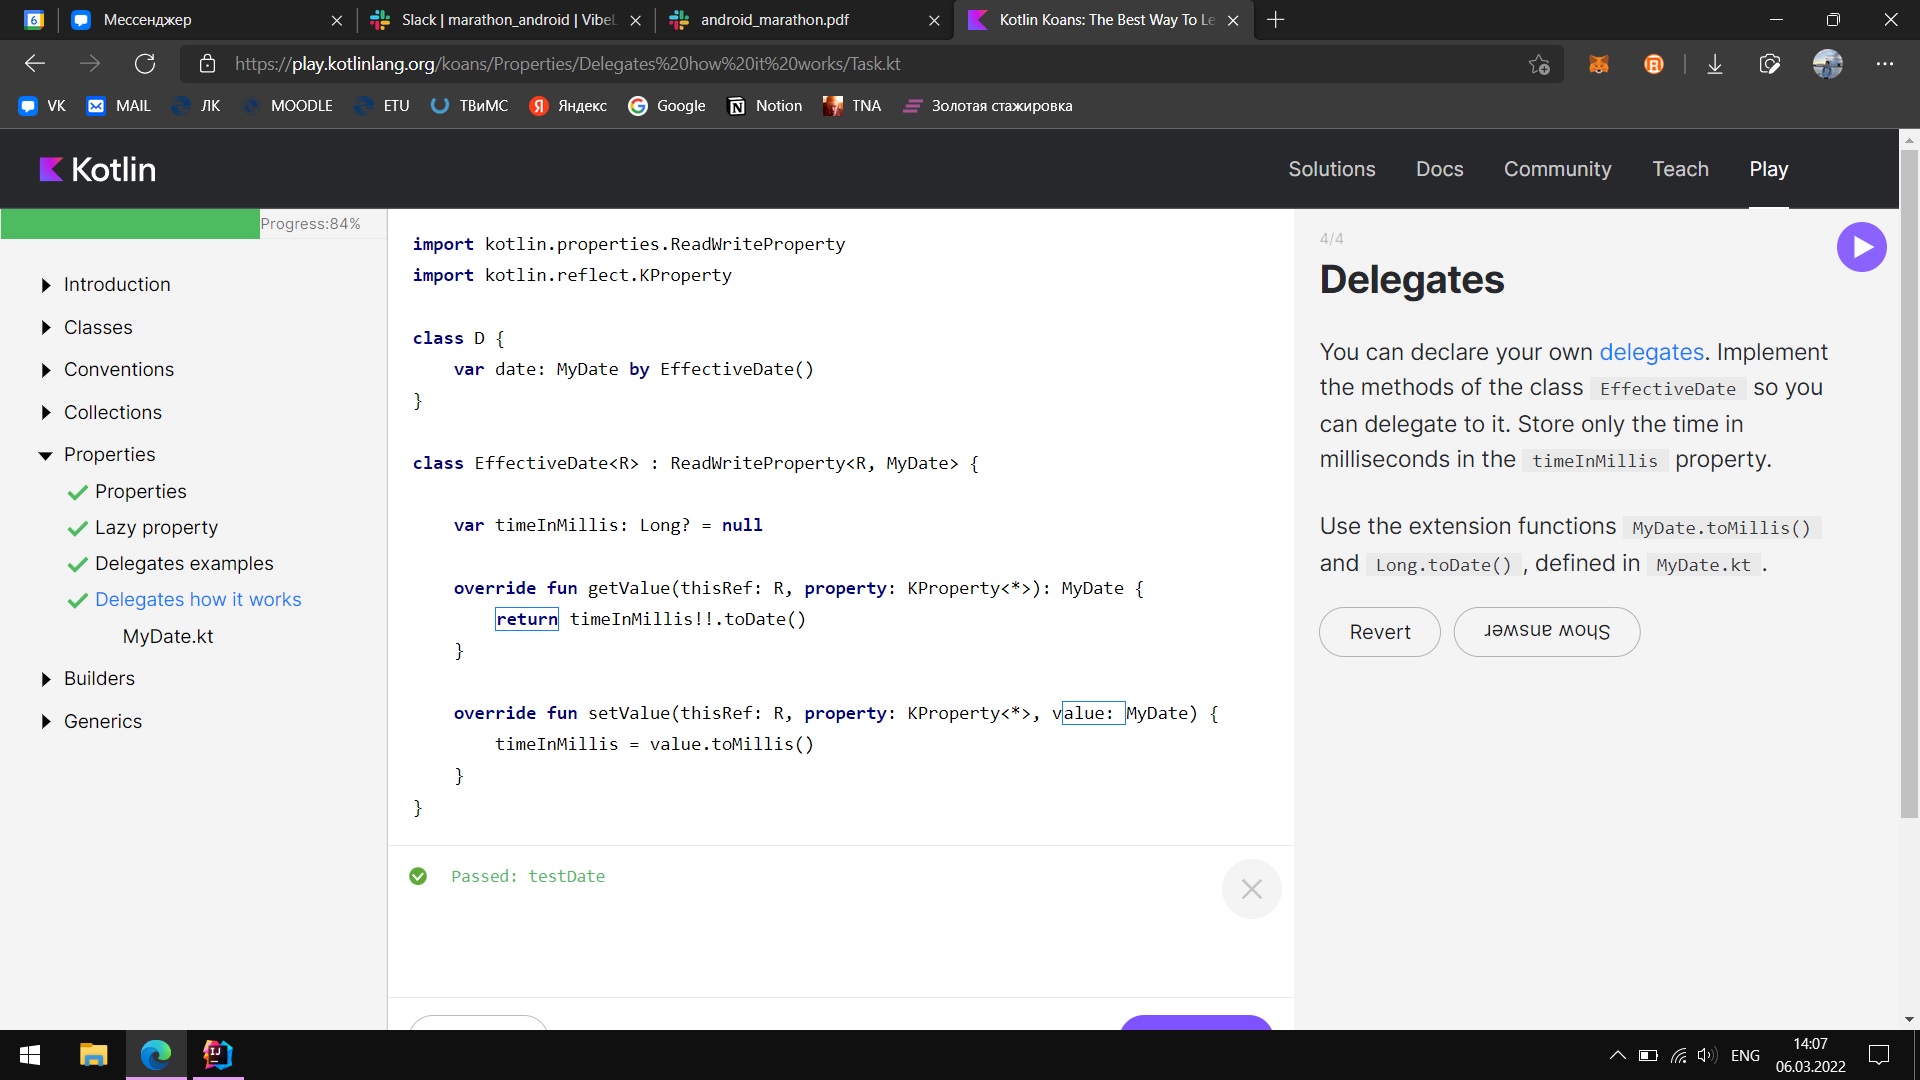 6
Мессенджер
Slack | marathon_android | VibeL
android_marathon.pdf
Kotlin Koans: The Best Way To Le
https://play.kotlinlang.org/koans/Properties/Delegates%20how%20it%20works/Task.kt
VK
MAIL
ЛК
MOODLE
ETU
ТВиМС
Яндекс
Google
Notion
TNA
Золотая стажировка
Kotlin
Solutions
Docs
Community
Teach
Play
Progress:84%
Introduction
Classes
Conventions
Collections
Properties
Properties
Lazy property
Delegates examples
Delegates how it works
MyDate.kt
Builders
Generics
import kotlin.properties.ReadWriteProperty
import kotlin.reflect.KProperty
class D {
    var date: MyDate by EffectiveDate()
}
class EffectiveDate<R> : ReadWriteProperty<R, MyDate> {
    var timeInMillis: Long? = null
    override fun getValue(thisRef: R, property: KProperty<*>): MyDate {
        return timeInMillis!!.toDate()
    }
    override fun setValue(thisRef: R, property: KProperty<*>, value: MyDate) {
        timeInMillis = value.toMillis()
    }
}
Passed: testDate
4/4
Delegates
You can declare your own delegates. Implement
the methods of the class EffectiveDate so you
can delegate to it. Store only the time in
milliseconds in the timeInMillis property.
Use the extension functions MyDate.toMillis()
and Long.toDate() , defined in MyDate.kt .
Revert
Show answer
ENG
14:07
06.03.2022